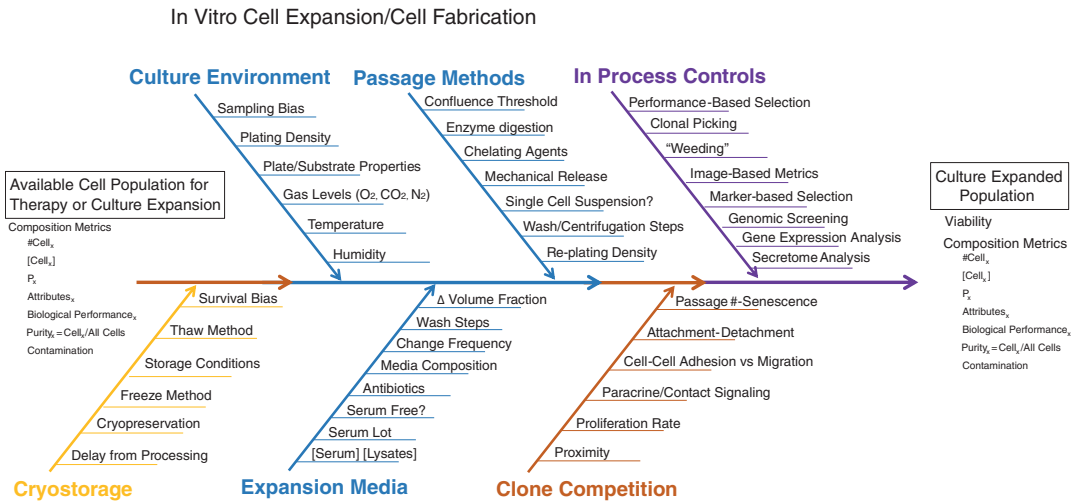 In Vitro Cell Expansion/Cell Fabrication
Culture Environment
Sampling Bias
Plating Density
Plate/Substrate Properties
Gas Levels (O₂, CO₂, N₂)
Temperature
Humidity
Passage Methods
Confluence Threshold
Enzyme digestion
Chelating Agents
Mechanical Release
Single Cell Suspension?
Wash/Centrifugation Steps
Re-plating Density
In Process Controls
Performance-Based Selection
Clonal Picking
“Weeding”
Image-Based Metrics
Marker-based Selection
Genomic Screening
Gene Expression Analysis
Secretome Analysis
Available Cell Population for
Therapy or Culture Expansion
Composition Metrics
#Cellₓ
[Cellₓ]
Pₓ
Attributesₓ
Biological Performanceₓ
Purityₓ = Cellₓ/All Cells
Contamination
Culture Expanded
Population
Viability
Composition Metrics
#Cellₓ
[Cellₓ]
Pₓ
Attributesₓ
Biological Performanceₓ
Purityₓ = Cellₓ/All Cells
Contamination
Survival Bias
Thaw Method
Storage Conditions
Freeze Method
Cryopreservation
Delay from Processing
Cryostorage
Δ Volume Fraction
Wash Steps
Change Frequency
Media Composition
Antibiotics
Serum Free?
Serum Lot
[Serum] [Lysates]
Expansion Media
Passage #-Senescence
Attachment-Detachment
Cell-Cell Adhesion vs Migration
Paracrine/Contact Signaling
Proliferation Rate
Proximity
Clone Competition